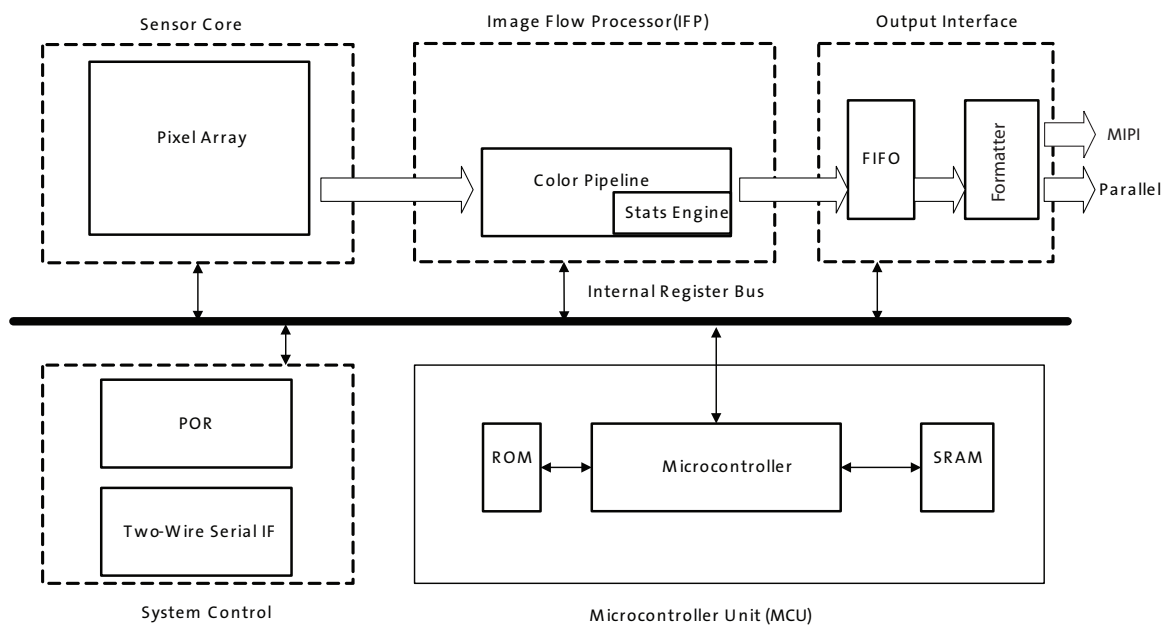 Sensor Core
Image Flow Processor(IFP)
Output Interface
Pixel Array
Color Pipeline
Stats Engine
FIFO
Formatter
MIPI
Parallel
Internal Register Bus
POR
Two-Wire Serial IF
ROM
Microcontroller
SRAM
System Control
Microcontroller Unit (MCU)